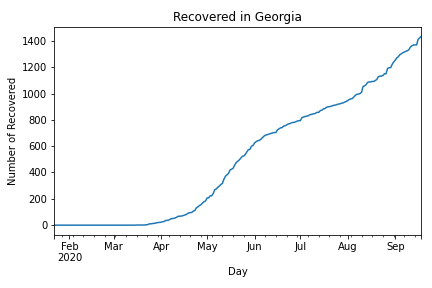 Recovered in Georgia
Number of Recovered
1400
1200
1000
800
600
400
200
0
Feb Mar Apr May Jun Jul Aug Sep
2020
Day